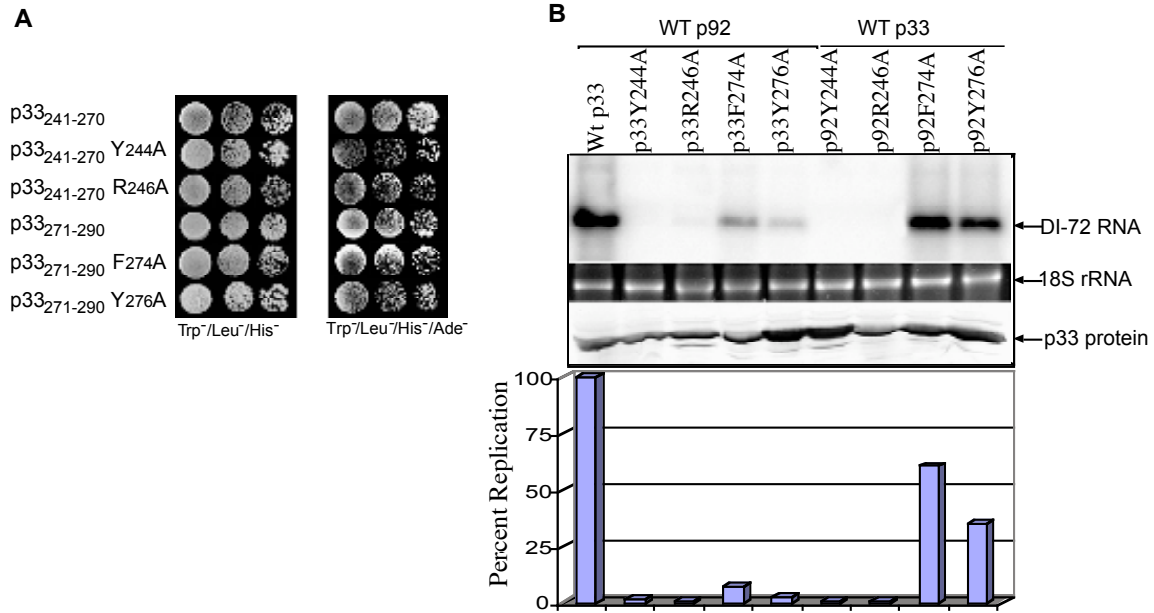 A
p33241-270
p33241-270 Y244A
p33241-270 R246A
p33271-290
p33271-290 F274A
p33271-290 Y276A
Trp-/Leu-/His-
Trp-/Leu-/His-/Ade-
B
WT p92
WT p33
Wt p33
p33Y244A
p33R246A
p33F274A
p33Y276A
p92Y244A
p92R246A
p92F274A
p92Y276A
DI-72 RNA
18S rRNA
p33 protein
Percent Replication
100
75
50
25
0